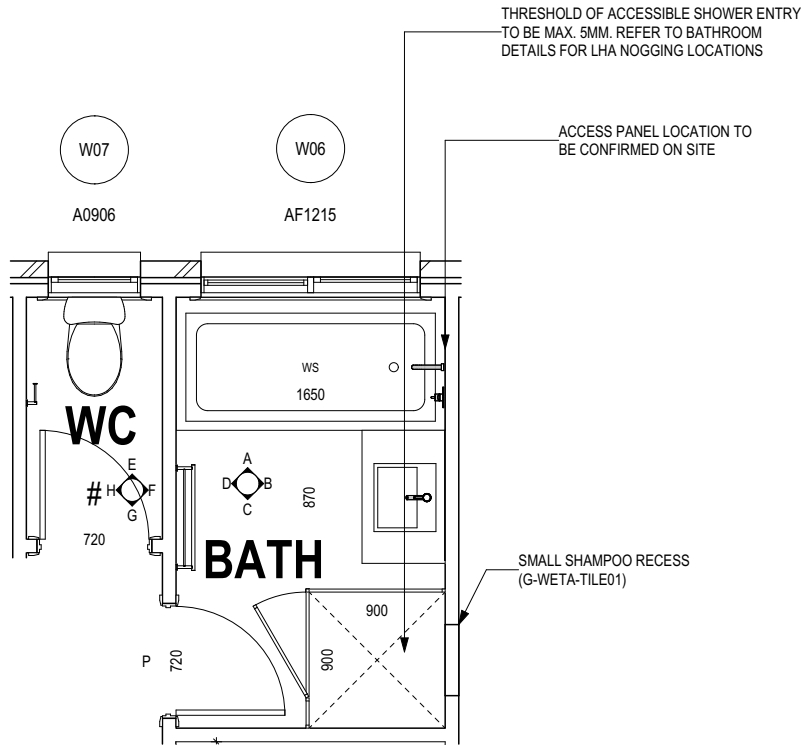 THRESHOLD OF ACCESSIBLE SHOWER ENTRY
TO BE MAX. 5MM. REFER TO BATHROOM
DETAILS FOR LHA NOGGING LOCATIONS
ACCESS PANEL LOCATION TO
BE CONFIRMED ON SITE
W07
W06
A0906
AF1215
WS
1650
WC
E
H
F
G
#
720
A
D
B
C
870
BATH
SMALL SHAMPOO RECESS
(G-WETA-TILE01)
900
900
P
720